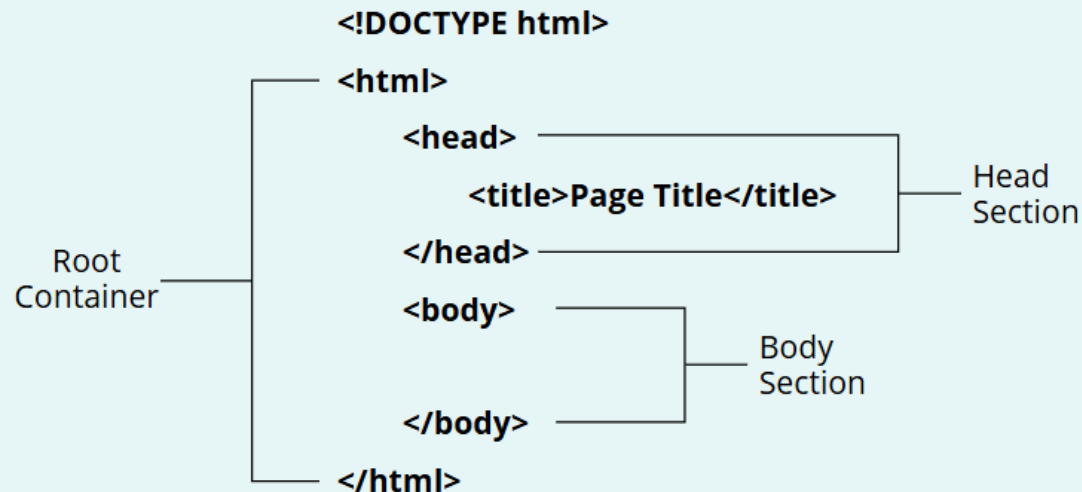 <!DOCTYPE html>
<html>
<head>
<title>Page Title</title>
</head>
<body>
</body>
</html>
Root
Container
Head
Section
Body
Section